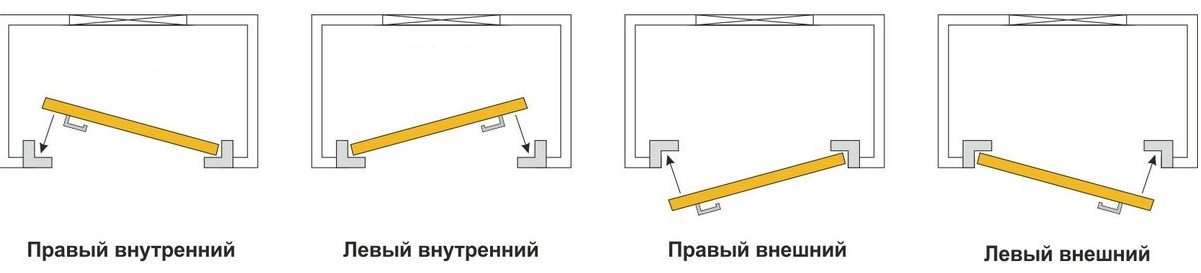 Правый внутренний
Левый внутренний
Правый внешний
Левый внешний